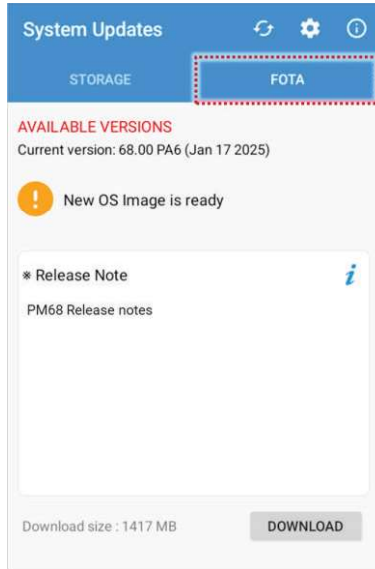 System Updates
STORAGE
FOTA
AVAILABLE VERSIONS
Current version: 68.00 PA6 (Jan 17 2025)
New OS Image is ready
※ Release Note
PM68 Release notes
Download size : 1417 MB
DOWNLOAD